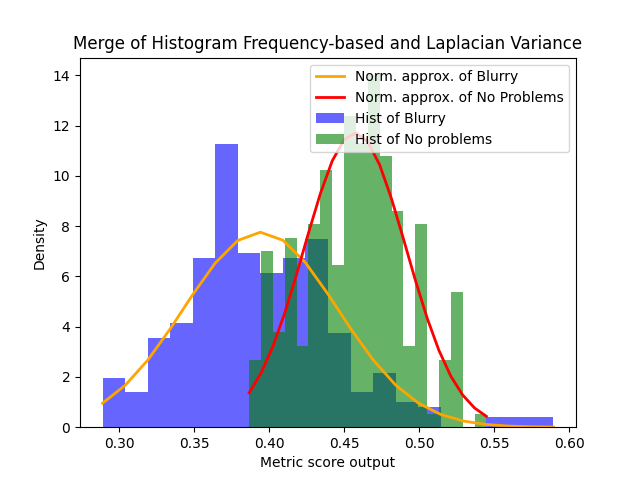 Merge of Histogram Frequency-based and Laplacian Variance
Norm. approx. of Blurry
Norm. approx. of No Problems
Hist of Blurry
Hist of No problems
Density
14
12
10
8
6
4
2
0
0.30 0.35 0.40 0.45 0.50 0.55 0.60
Metric score output